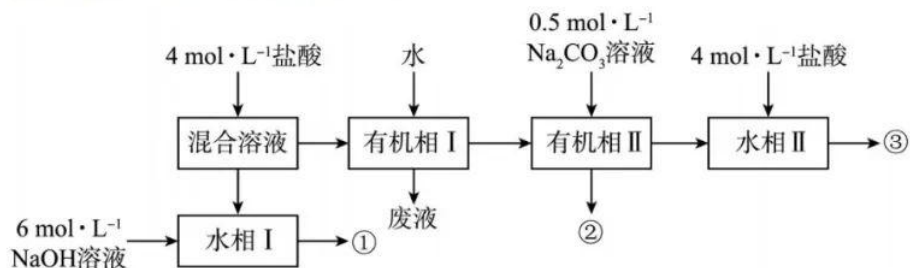 4 mol·L⁻¹盐酸
水
0.5 mol·L⁻¹
Na₂CO₃溶液
4 mol·L⁻¹盐酸
混合溶液
有机相Ⅰ
有机相Ⅱ
水相Ⅱ
③
6 mol·L⁻¹
NaOH溶液
水相Ⅰ
①
废液
②